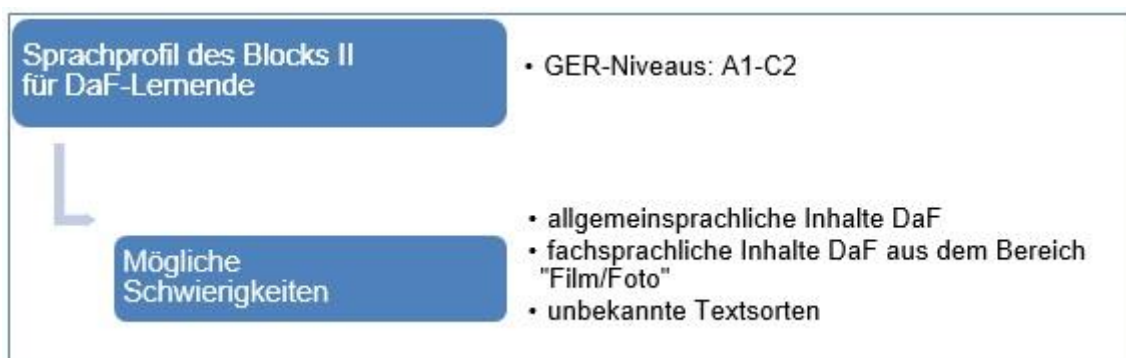 Sprachprofil des Blocks II
für DaF-Lernende
• GER-Niveaus: A1-C2
Mögliche
Schwierigkeiten
• allgemeinsprachliche Inhalte DaF
• fachsprachliche Inhalte DaF aus dem Bereich
"Film/Foto"
• unbekannte Textsorten